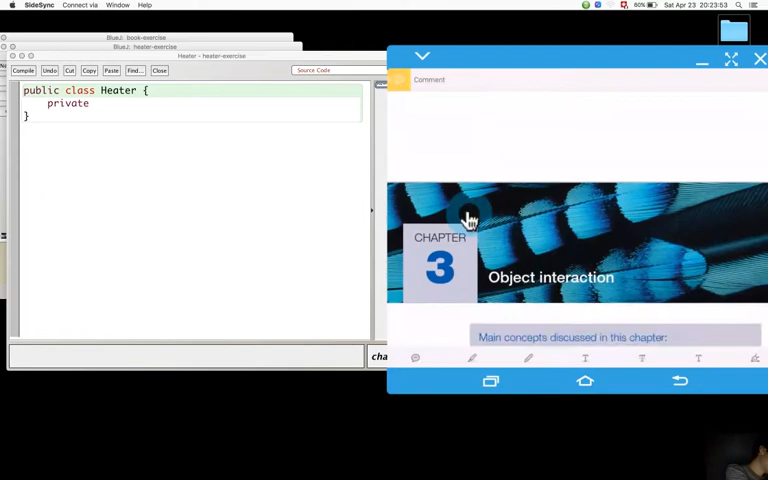 SideSync Connect via Window Help
60% Sat Apr 23 20:23:53
BlueJ: book-exercise
BlueJ: heater-exercise
Heater - heater-exercise
Compile Undo Cut Copy Paste Find... Close
Source Code
public class Heater {
private
}
cha
Comment
CHAPTER
3
Object interaction
Main concepts discussed in this chapter: